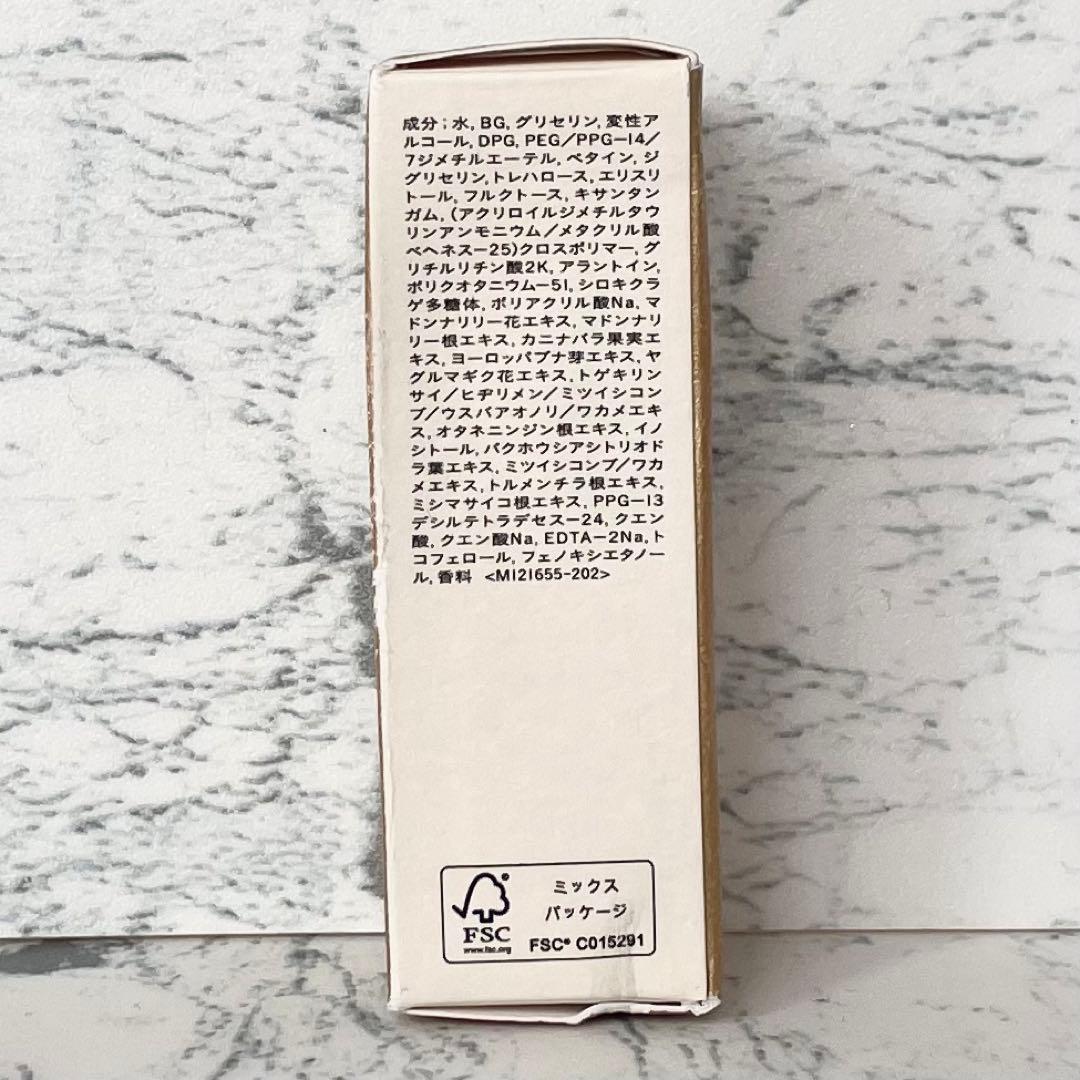 成分；水, BG, グリセリン, 変性ア
ルコール, DPG, PEG／PPG－14／
7ジメチルエーテル, ベタイン, ジ
グリセリン, トレハロース, エリスリ
トール, フルクトース, キサンタン
ガム, (アクリロイルジメチルタウ
リンアンモニウム／メタクリル酸
ベヘネス－25)クロスポリマー, グ
リチルリチン酸2K, アラントイン,
ポリクオタニウム－51, シロキクラ
ゲ多糖体, ポリアクリル酸Na, マ
ドンナリリー花エキス, マドンナリ
リー根エキス, カニナバラ果実エ
キス, ヨーロッパブナ芽エキス, ヤ
グルマギク花エキス, トゲキリン
サイ／ヒヂリメン／ミツイシコン
ブ／ウスバアオノリ／ワカメエキ
ス, オタネニンジン根エキス, イノ
シトール, バクホウシアシトリオド
ラ葉エキス, ミツイシコンブ／ワカ
メエキス, トルメンチラ根エキス,
ミシマサイコ根エキス, PPG－13
デシルテトラデセス－24, クエン
酸, クエン酸Na, EDTA－2Na, ト
コフェロール, フェノキシエタノー
ル, 香料 <M121655-202>
ミックス
パッケージ
FSC® C015291
FSC
www.fsc.org